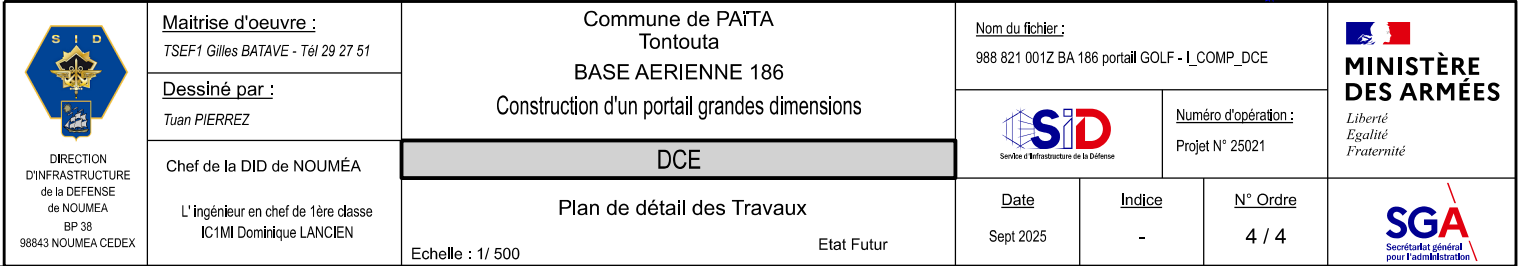 S I D
DIRECTION
D'INFRASTRUCTURE
de la DEFENSE
de NOUMEA
BP 38
98843 NOUMEA CEDEX
Maitrise d'oeuvre :
TSEF1 Gilles BATAVE - Tél 29 27 51
Dessiné par :
Tuan PIERREZ
Chef de la DID de NOUMÉA
L' ingénieur en chef de 1ère classe
IC1MI Dominique LANCIEN
Commune de PAÏTA
Tontouta
BASE AERIENNE 186
Construction d'un portail grandes dimensions
DCE
Plan de détail des Travaux
Echelle : 1/ 500
Etat Futur
Nom du fichier :
988 821 001Z BA 186 portail GOLF - I_COMP_DCE
SiD
Service d'Infrastructure de la Défense
Numéro d'opération :
Projet N° 25021
Date
Sept 2025
Indice
-
N° Ordre
4 / 4
MINISTÈRE
DES ARMÉES
Liberté
Egalité
Fraternité
SGA
Secrétariat général
pour l'administration